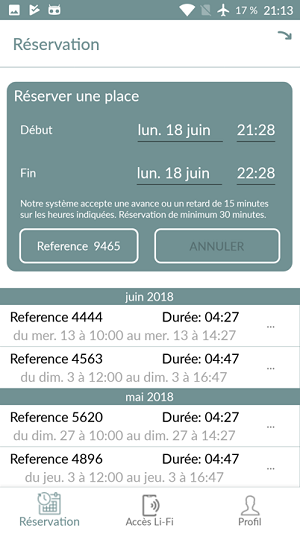 17 % 21:13
Réservation
Réserver une place
Début lun. 18 juin 21:28
Fin lun. 18 juin 22:28
Notre système accepte une avance ou un retard de 15 minutes
sur les heures indiquées. Réservation de minimum 30 minutes.
Reference 9465 ANNULER
juin 2018
Reference 4444 Durée: 04:27 ...
du mer. 13 à 10:00 au mer. 13 à 14:27
Reference 4563 Durée: 04:47 ...
du dim. 3 à 12:00 au dim. 3 à 16:47
mai 2018
Reference 5620 Durée: 04:27 ...
du dim. 27 à 10:00 au dim. 27 à 14:27
Reference 4896 Durée: 04:47 ...
du jeu. 3 à 12:00 au jeu. 3 à 16:47
Réservation Accès Li-Fi Profil